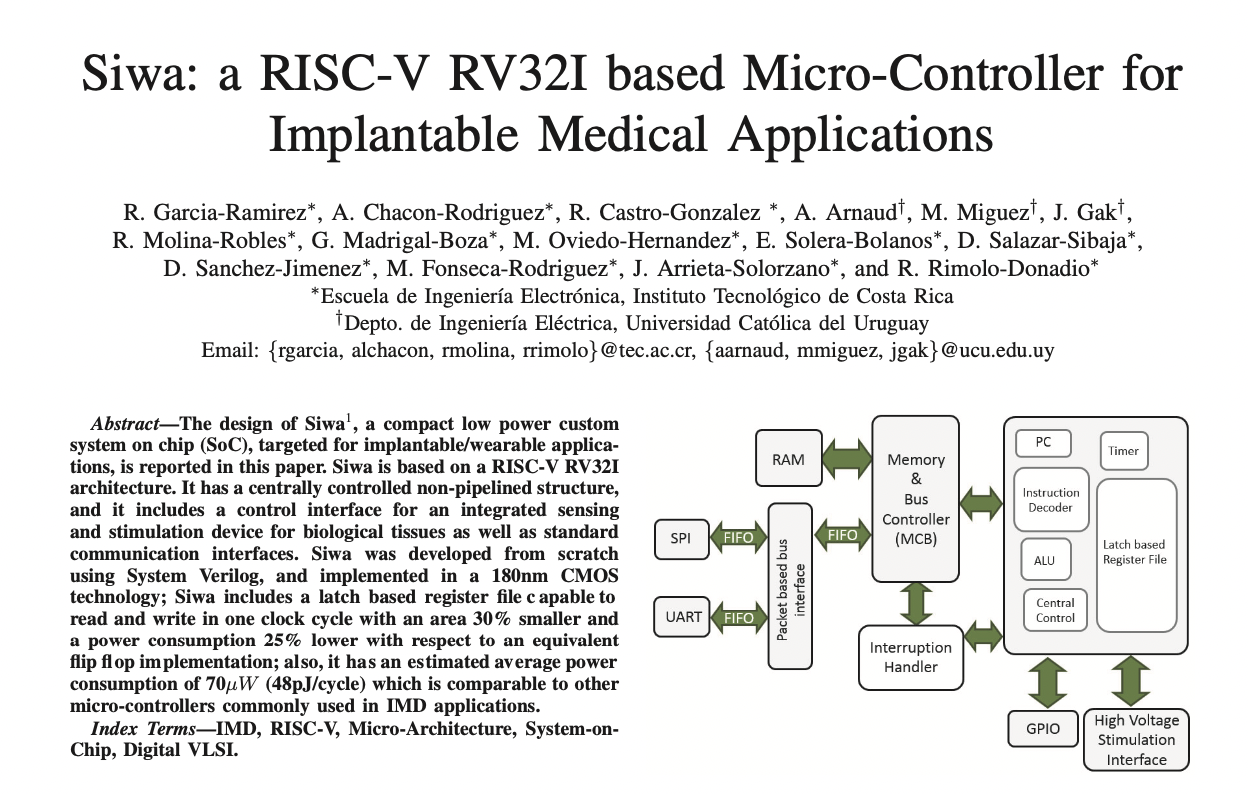 Siwa: a RISC-V RV32I based Micro-Controller for
Implantable Medical Applications
R. Garcia-Ramirez*, A. Chacon-Rodriguez*, R. Castro-Gonzalez *, A. Arnaud†, M. Miguez†, J. Gak†,
R. Molina-Robles*, G. Madrigal-Boza*, M. Oviedo-Hernandez*, E. Solera-Bolanos*, D. Salazar-Sibaja*,
D. Sanchez-Jimenez*, M. Fonseca-Rodriguez*, J. Arrieta-Solorzano*, and R. Rimolo-Donadio*
*Escuela de Ingeniería Electrónica, Instituto Tecnológico de Costa Rica
†Depto. de Ingeniería Eléctrica, Universidad Católica del Uruguay
Email: {rgarcia, alchacon, rmolina, rrimolo}@tec.ac.cr, {aarnaud, mmiguez, jgak}@ucu.edu.uy
Abstract—The design of Siwa¹, a compact low power custom
system on chip (SoC), targeted for implantable/wearable applica-
tions, is reported in this paper. Siwa is based on a RISC-V RV32I
architecture. It has a centrally controlled non-pipelined structure,
and it includes a control interface for an integrated sensing
and stimulation device for biological tissues as well as standard
communication interfaces. Siwa was developed from scratch
using System Verilog, and implemented in a 180nm CMOS
technology; Siwa includes a latch based register file c apable to
read and write in one clock cycle with an area 30% smaller and
a power consumption 25% lower with respect to an equivalent
flip flop implementation; also, it has an estimated average power
consumption of 70μW (48pJ/cycle) which is comparable to other
micro-controllers commonly used in IMD applications.
Index Terms—IMD, RISC-V, Micro-Architecture, System-on-
Chip, Digital VLSI.
RAM
SPI
FIFO
UART
FIFO
Packet based bus
interface
FIFO
Memory
&
Bus
Controller
(MCB)
Interruption
Handler
PC
Timer
Instruction
Decoder
ALU
Central
Control
Latch based
Register File
GPIO
High Voltage
Stimulation
Interface